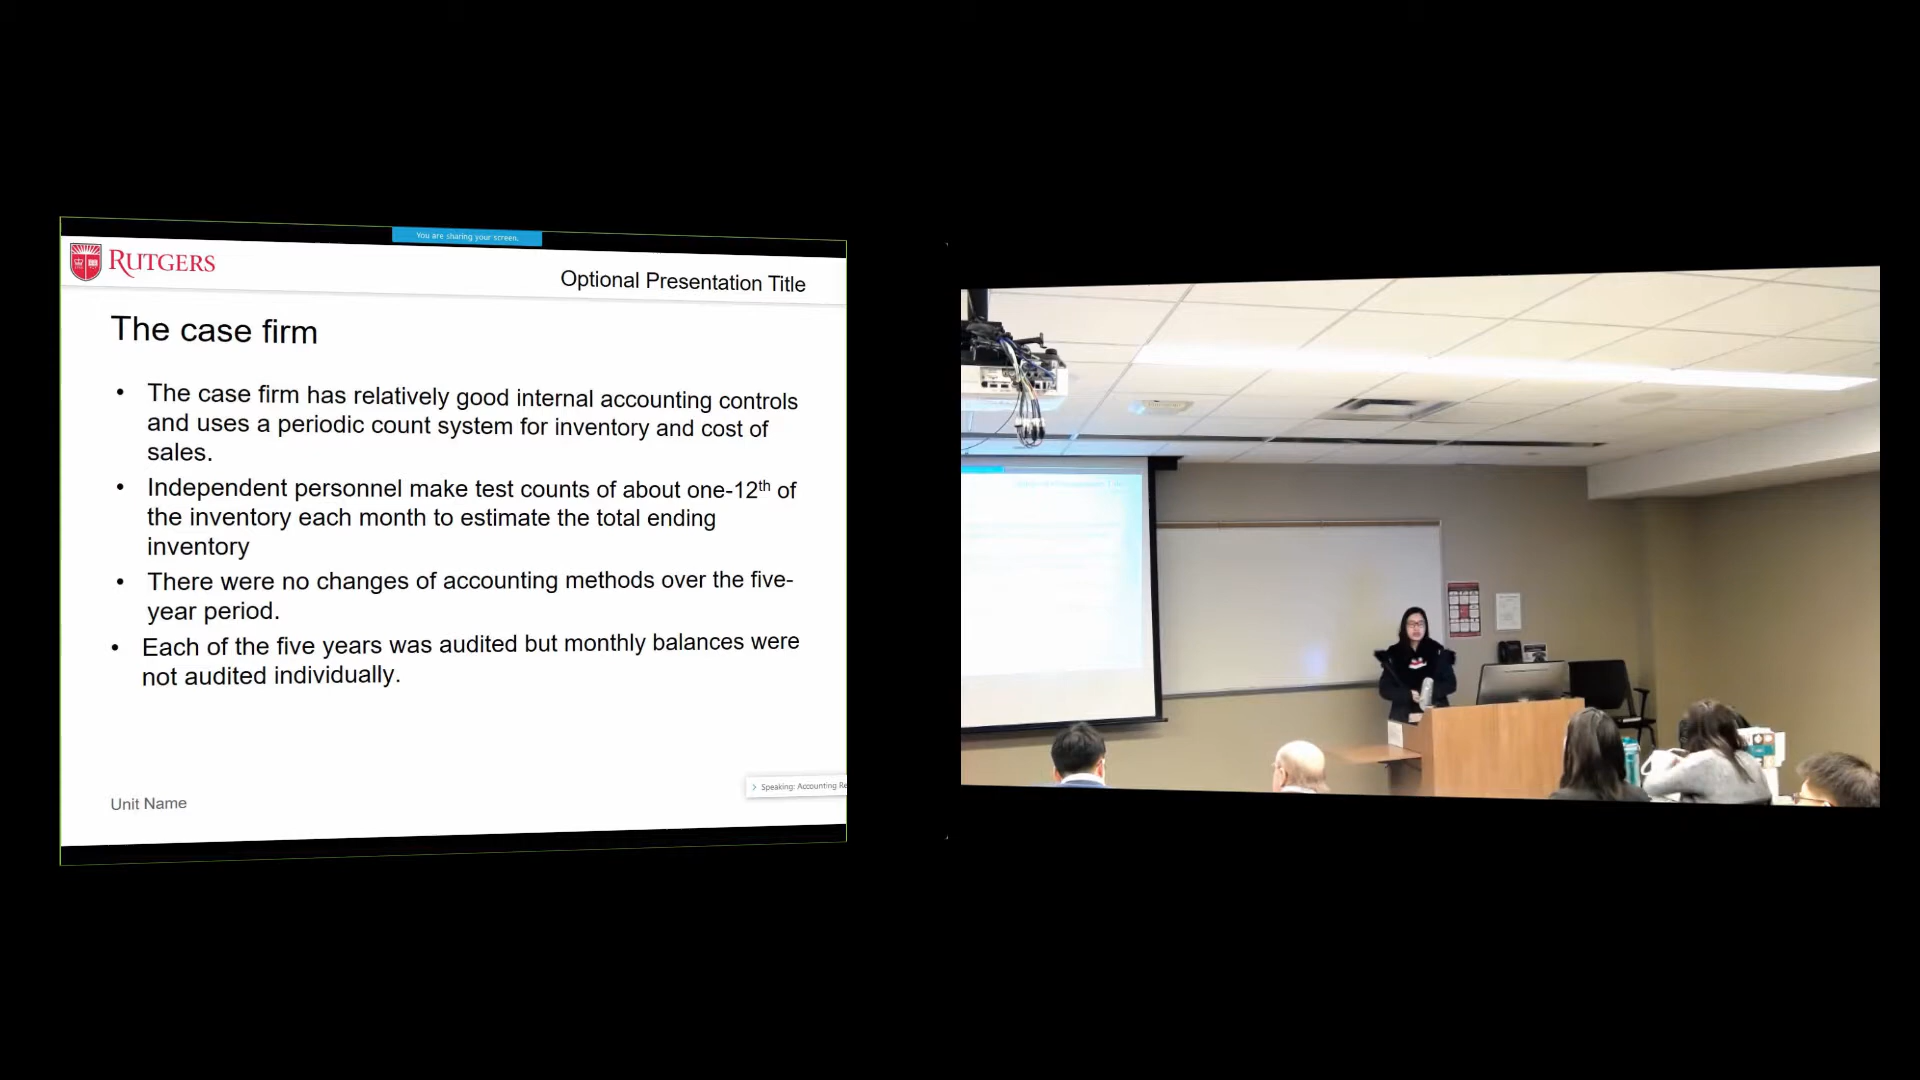 You are sharing your screen.
RUTGERS
Optional Presentation Title
The case firm
• The case firm has relatively good internal accounting controls
and uses a periodic count system for inventory and cost of
sales.
• Independent personnel make test counts of about one-12th of
the inventory each month to estimate the total ending
inventory
• There were no changes of accounting methods over the five-
year period.
• Each of the five years was audited but monthly balances were
not audited individually.
Speaking: Accounting Re
Unit Name